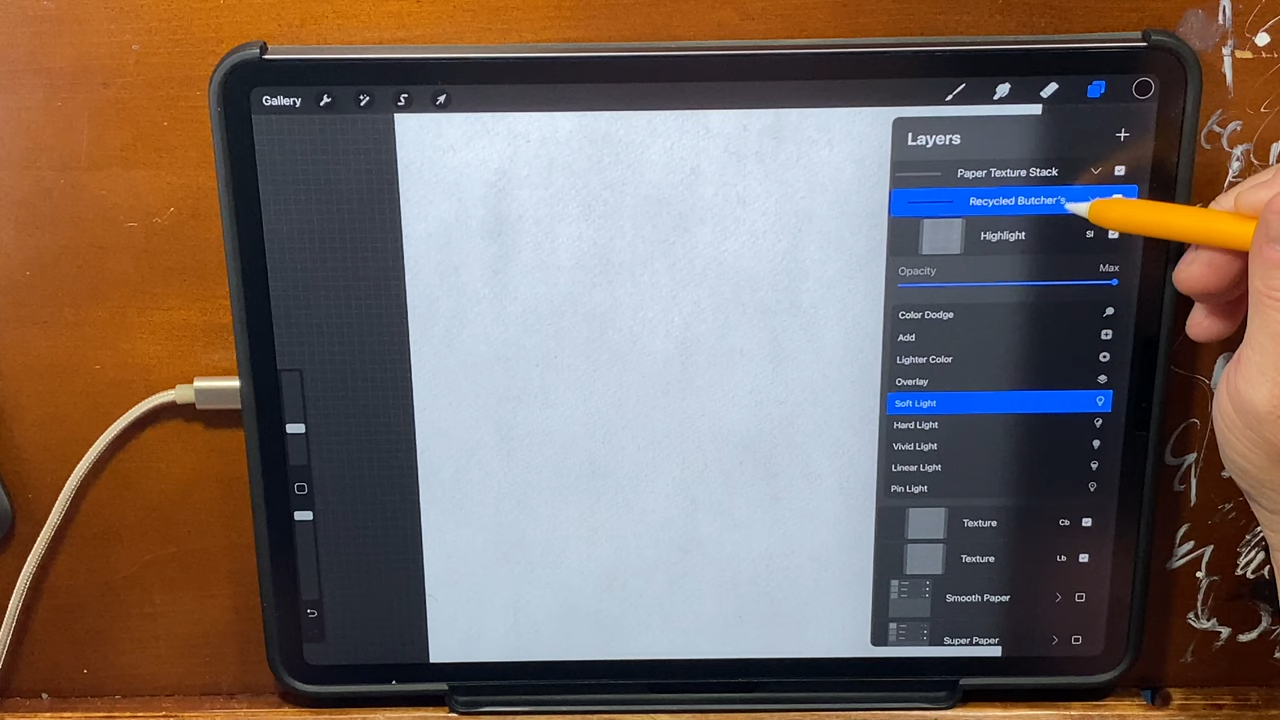 Gallery
Layers
Paper Texture Stack
Recycled Butcher's...
Highlight Sl
Opacity Max
Color Dodge
Add
Lighter Color
Overlay
Soft Light
Hard Light
Vivid Light
Linear Light
Pin Light
Texture Cb
Texture Lb
Smooth Paper
Super Paper